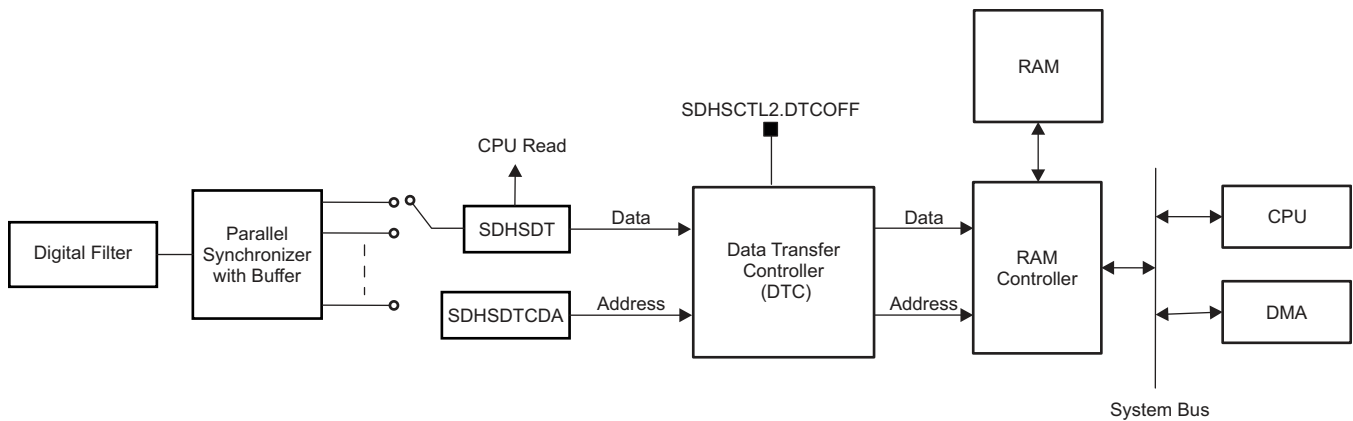 RAM
SDHSCTL2.DTCOFF
CPU Read
Digital Filter
Parallel
Synchronizer
with Buffer
SDHSDT
Data
SDHSDTCDA
Address
Data Transfer
Controller
(DTC)
Data
Address
RAM
Controller
CPU
DMA
System Bus